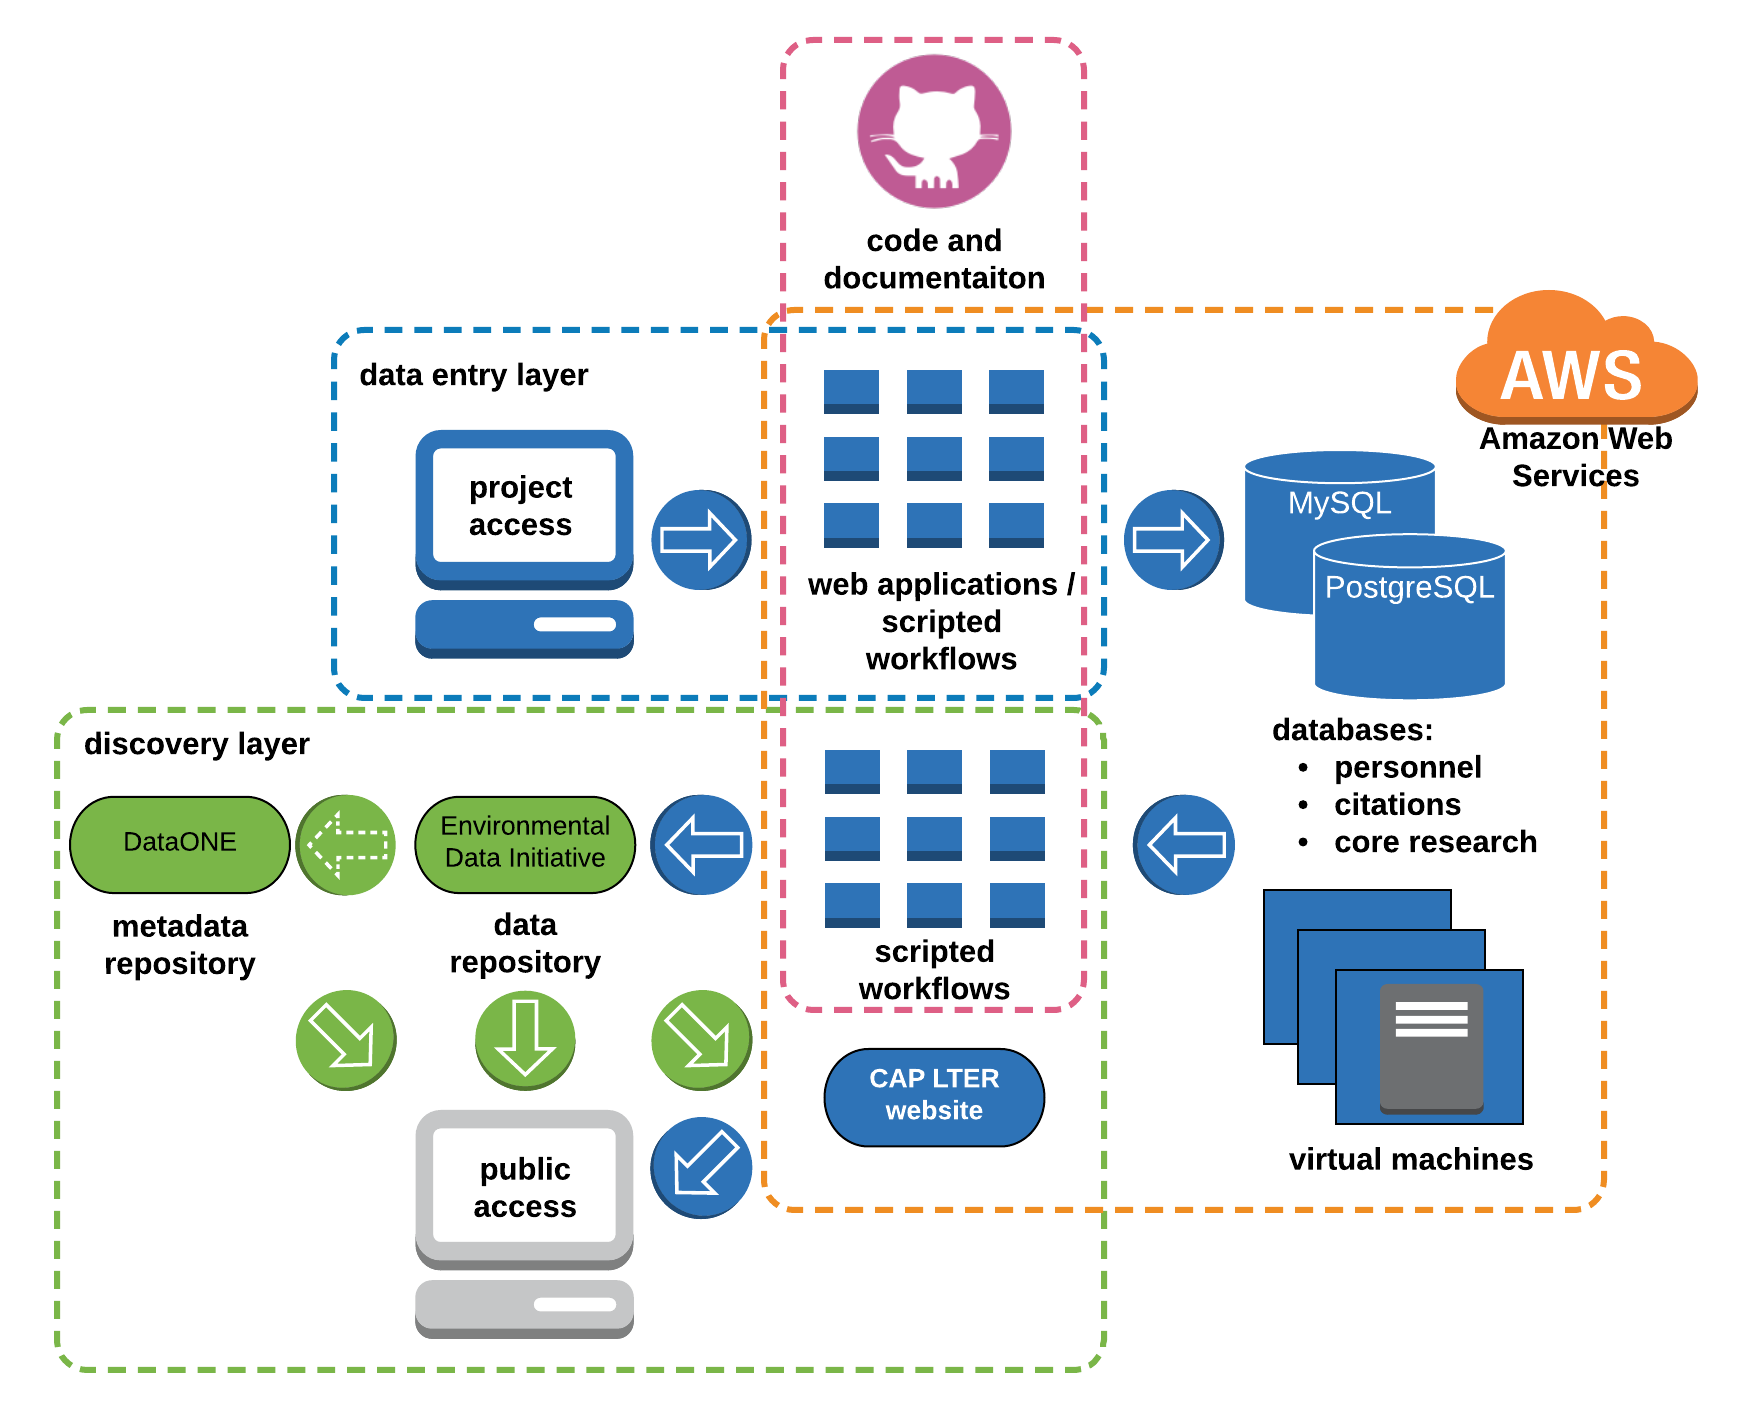 code and
documentaiton
AWS
Amazon Web
Services
data entry layer
project
access
web applications /
scripted
workflows
MySQL
PostgreSQL
databases:
• personnel
• citations
• core research
discovery layer
DataONE
metadata
repository
Environmental
Data Initiative
data
repository
scripted
workflows
CAP LTER
website
public
access
virtual machines